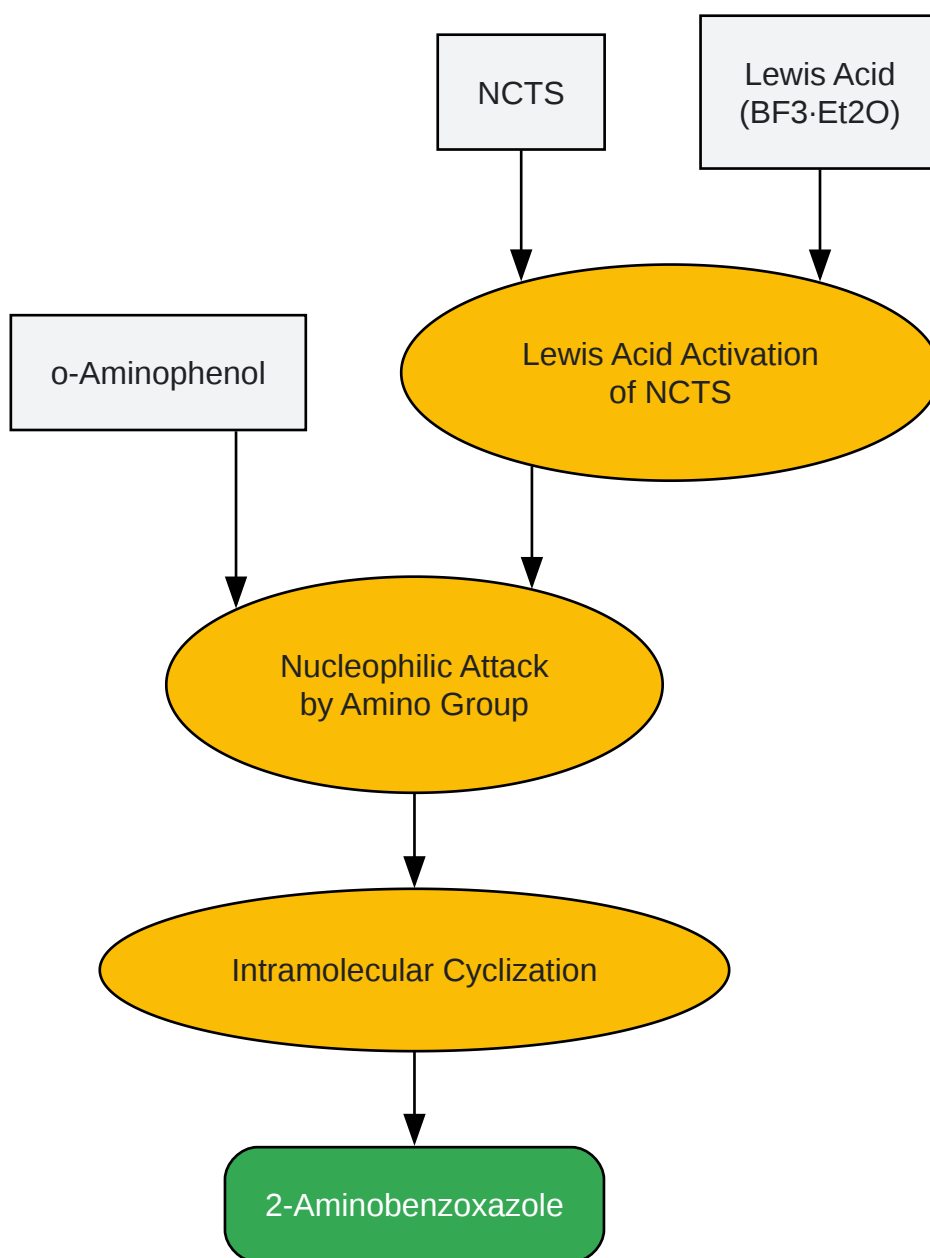 NCTS
Lewis Acid
(BF3·Et2O)
Lewis Acid Activation
of NCTS
o-Aminophenol
Nucleophilic Attack
by Amino Group
Intramolecular Cyclization
2-Aminobenzoxazole